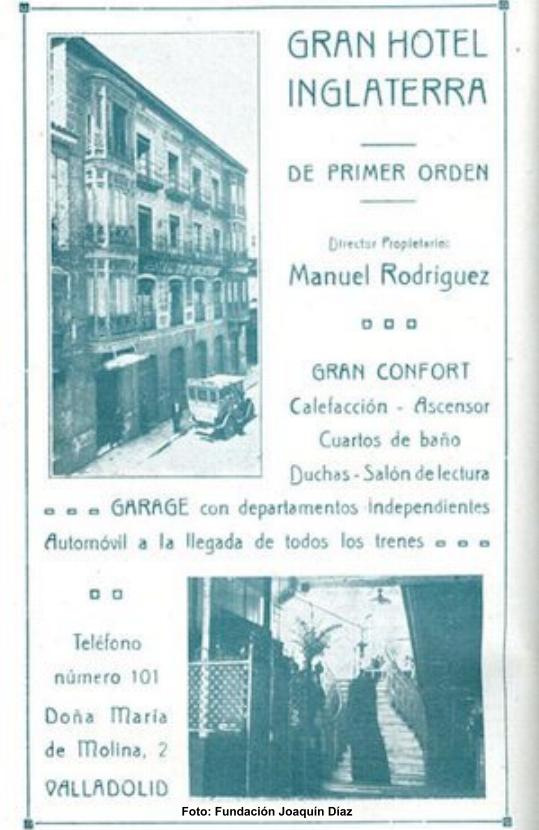 GRAN HOTEL
INGLATERRA
DE PRIMER ORDEN
Director Propietario:
Manuel Rodríguez
GRAN CONFORT
Calefacción - Ascensor
Cuartos de baño
Duchas - Salón de lectura
GARAGE con departamentos Independientes
Automóvil a la llegada de todos los trenes
Teléfono
número 101
Doña María
de Molina, 2
VALLADOLID
Foto: Fundación Joaquín Díaz